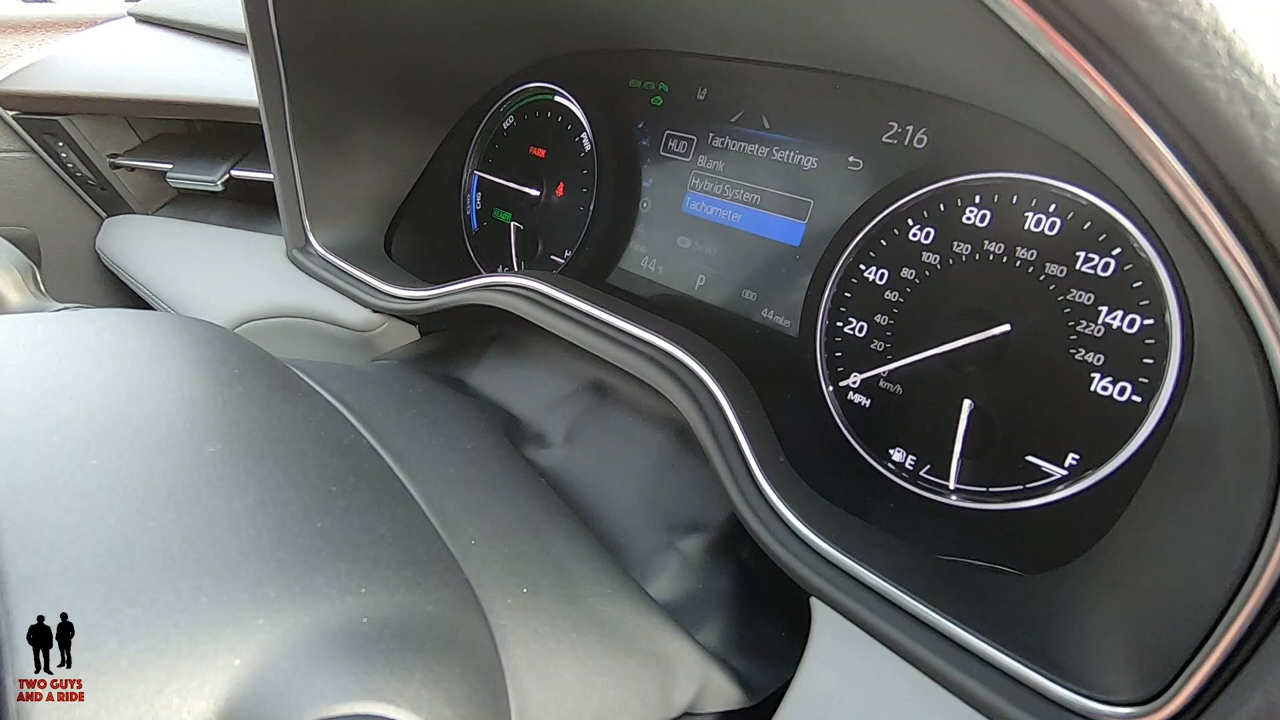 ECO
PWR
PARK
CHG
READY
H
2:16
HUD
Tachometer Settings
Blank
Hybrid System
Tachometer
44°F
P
ODO
44 miles
0
20
40
60
80
100
120
140
160
MPH
20
40
60
80
100
120
140
160
180
200
220
240
km/h
E
F
TWO GUYS
AND A RIDE